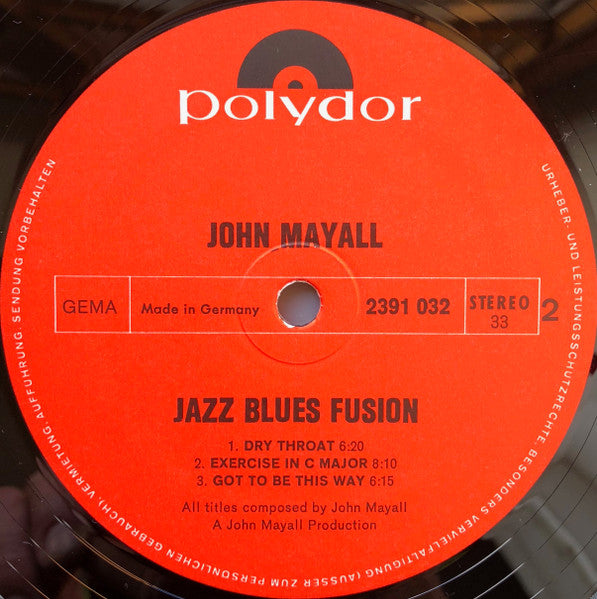 polydor
JOHN MAYALL
GEMA
Made in Germany
2391 032
STEREO
33
2
JAZZ BLUES FUSION
1. DRY THROAT 6:20
2. EXERCISE IN C MAJOR 8:10
3. GOT TO BE THIS WAY 6:15
All titles composed by John Mayall
A John Mayall Production
URHEBER- UND LEISTUNGSSCHUTZRECHTE, BESONDERS VERVIELFÄLTIGUNG (AUSSER ZUM PERSÖNLICHEN GEBRAUCH), VERMIETUNG, AUFFÜHRUNG, SENDUNG VORBEHALTEN